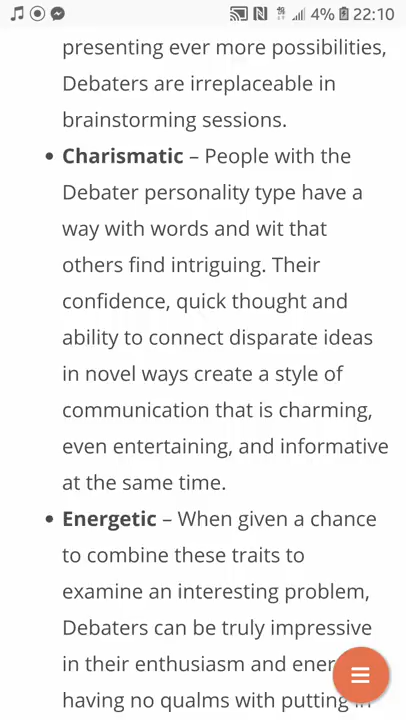 4% 22:10
presenting ever more possibilities,
Debaters are irreplaceable in
brainstorming sessions.
• Charismatic – People with the
Debater personality type have a
way with words and wit that
others find intriguing. Their
confidence, quick thought and
ability to connect disparate ideas
in novel ways create a style of
communication that is charming,
even entertaining, and informative
at the same time.
• Energetic – When given a chance
to combine these traits to
examine an interesting problem,
Debaters can be truly impressive
in their enthusiasm and ener
having no qualms with putting in